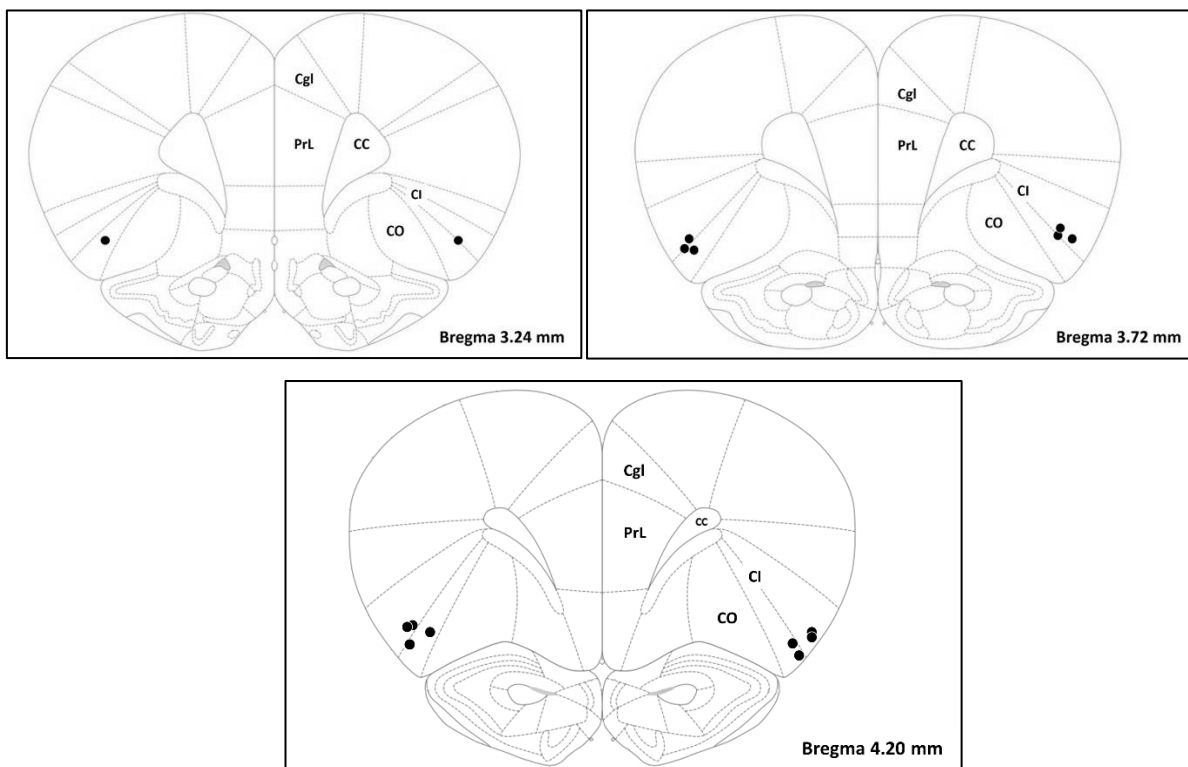 Cgl
PrL
CC
CI
CO
Bregma 3.24 mm
Cgl
PrL
CC
CI
CO
Bregma 3.72 mm
Cgl
CC
PrL
CI
CO
Bregma 4.20 mm